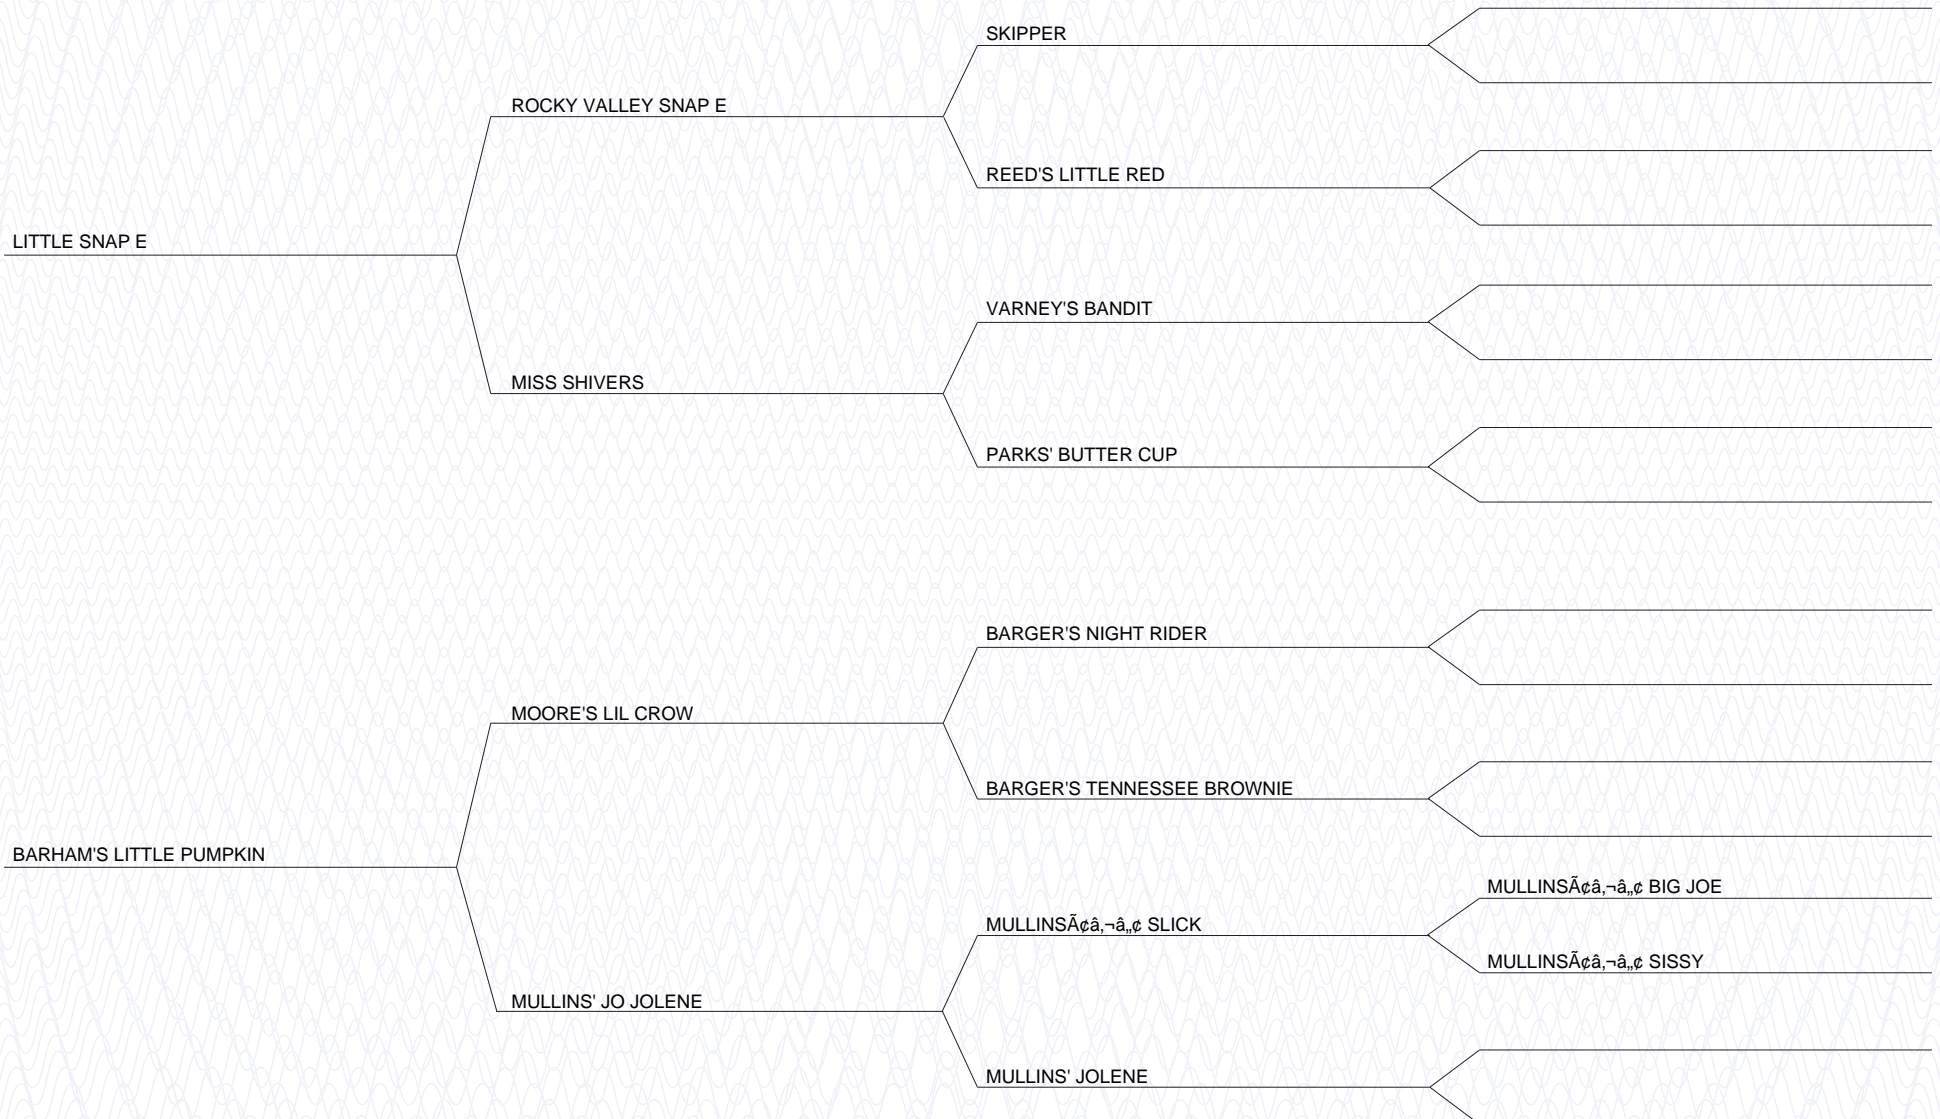 SKIPPER
ROCKY VALLEY SNAP E
REED'S LITTLE RED
LITTLE SNAP E
VARNEY'S BANDIT
MISS SHIVERS
PARKS' BUTTER CUP
BARGER'S NIGHT RIDER
MOORE'S LIL CROW
BARGER'S TENNESSEE BROWNIE
BARHAM'S LITTLE PUMPKIN
MULLINSÃ¢â‚¬â„¢ BIG JOE
MULLINSÃ¢â‚¬â„¢ SLICK
MULLINSÃ¢â‚¬â„¢ SISSY
MULLINS' JO JOLENE
MULLINS' JOLENE